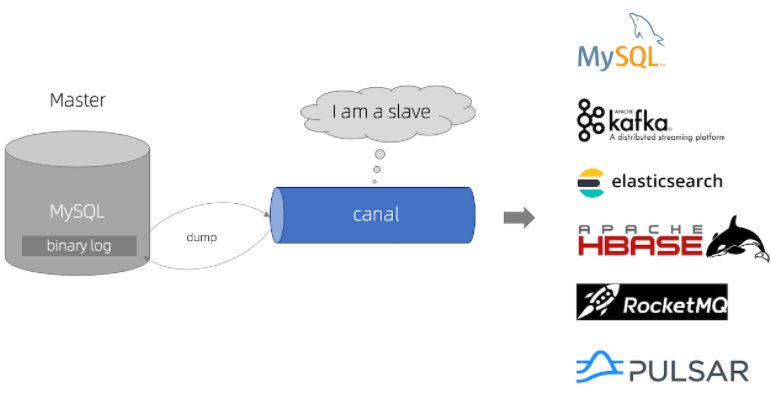 Master
MySQL
binary log
dump
I am a slave
canal
MySQL
APACHE
kafka
A distributed streaming platform
elasticsearch
APACHE
HBASE
RocketMQ
PULSAR